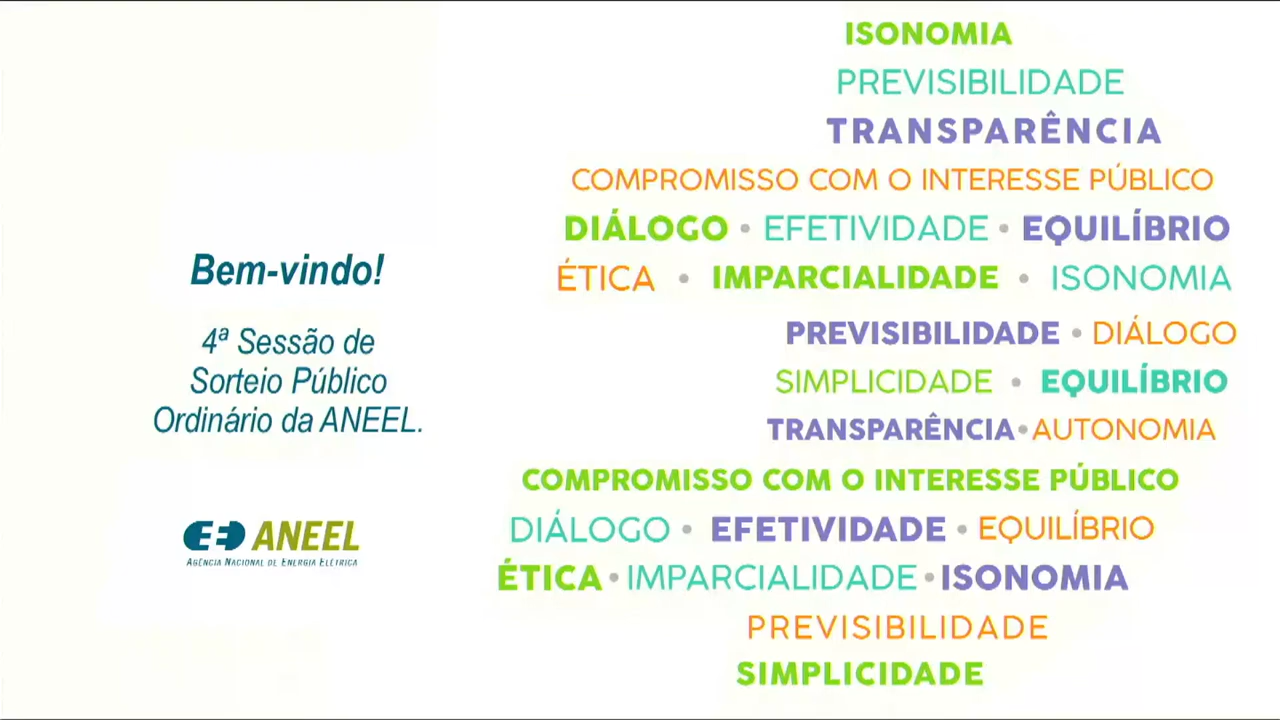 Bem-vindo!
4ª Sessão de
Sorteio Público
Ordinário da ANEEL.
ANEEL
AGÊNCIA NACIONAL DE ENERGIA ELÉTRICA
ISONOMIA
PREVISIBILIDADE
TRANSPARÊNCIA
COMPROMISSO COM O INTERESSE PÚBLICO
DIÁLOGO • EFETIVIDADE • EQUILÍBRIO
ÉTICA • IMPARCIALIDADE • ISONOMIA
PREVISIBILIDADE • DIÁLOGO
SIMPLICIDADE • EQUILÍBRIO
TRANSPARÊNCIA • AUTONOMIA
COMPROMISSO COM O INTERESSE PÚBLICO
DIÁLOGO • EFETIVIDADE • EQUILÍBRIO
ÉTICA • IMPARCIALIDADE • ISONOMIA
PREVISIBILIDADE
SIMPLICIDADE